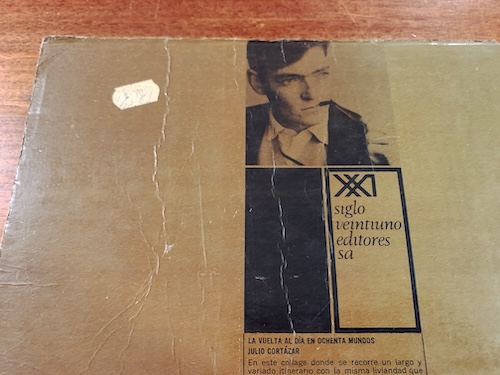 XXI
siglo
veintiuno
editores
sa
LA VUELTA AL DÍA EN OCHENTA MUNDOS
JULIO CORTÁZAR
En este collage donde se recorre un largo y
variado itinerario con la misma liviandad que